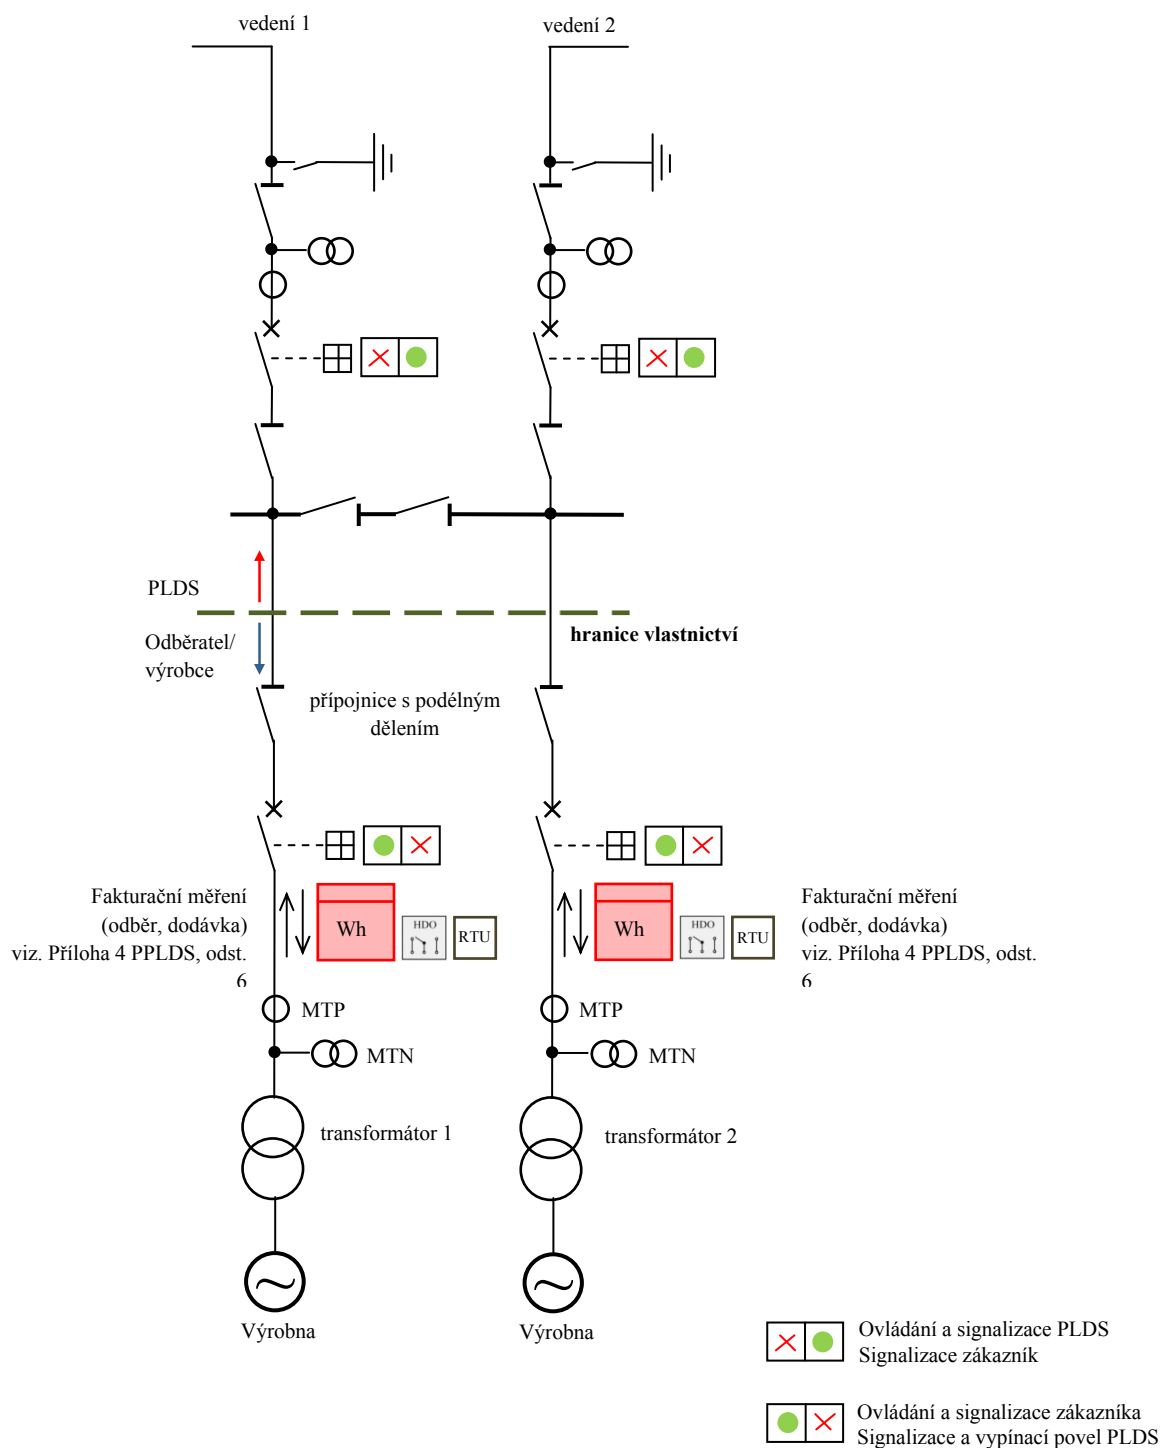 vedení 1
vedení 2
PLDS
hranice vlastnictví
Odběratel/
výrobce
přípojnice s podélným
dělením
Fakturační měření
(odběr, dodávka)
viz. Příloha 4 PPLDS, odst.
6
Wh
HDO
RTU
Wh
HDO
RTU
Fakturační měření
(odběr, dodávka)
viz. Příloha 4 PPLDS, odst.
6
MTP
MTP
MTN
MTN
transformátor 1
transformátor 2
Výrobna
Výrobna
Ovládání a signalizace PLDS
Signalizace zákazník
Ovládání a signalizace zákazníka
Signalizace a vypínací povel PLDS